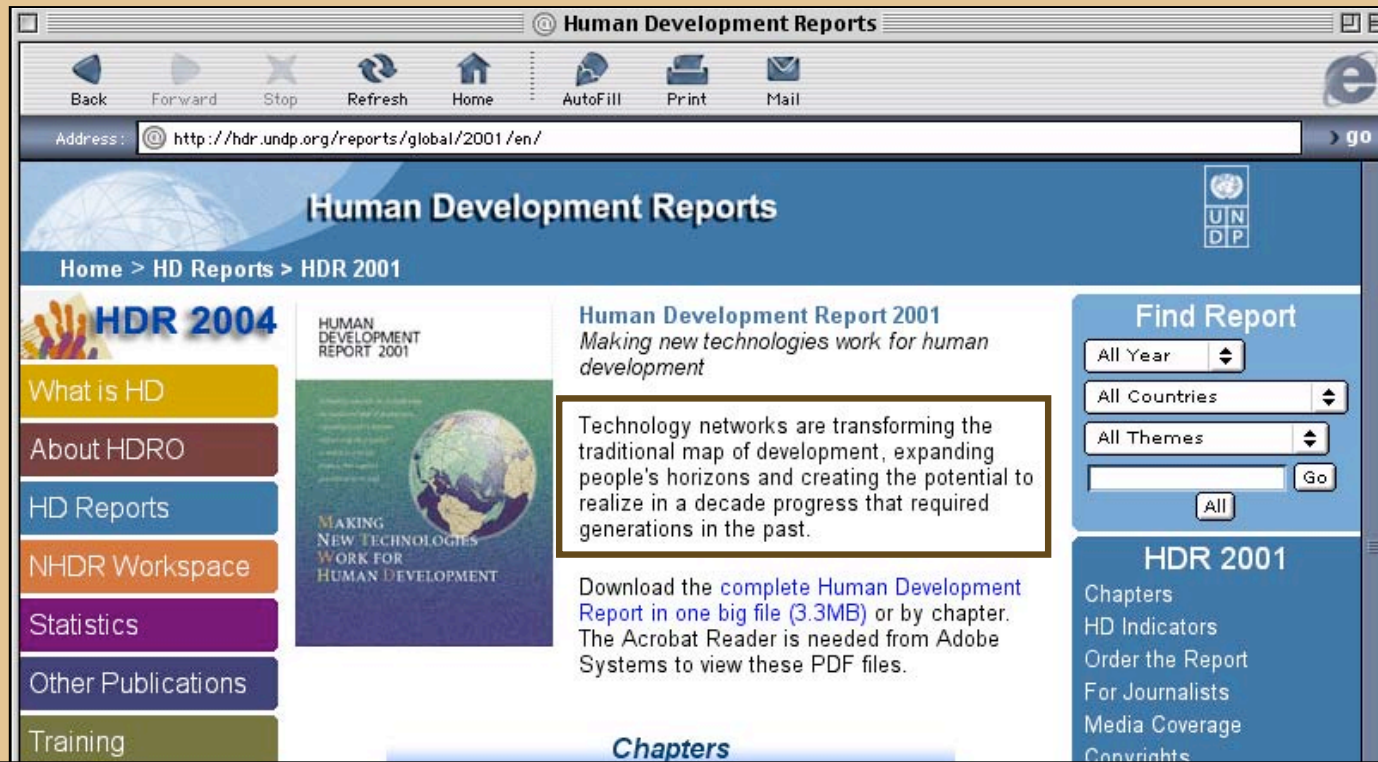 Human Development Reports
Back Forward Stop Refresh Home AutoFill Print Mail
Address: http://hdr.undp.org/reports/global/2001/en/ go
Human Development Reports
U N
D P
Home > HD Reports > HDR 2001
HDR 2004
What is HD
About HDRO
HD Reports
NHDR Workspace
Statistics
Other Publications
Training
HUMAN
DEVELOPMENT
REPORT 2001
MAKING
NEW TECHNOLOGIES
WORK FOR
HUMAN DEVELOPMENT
Human Development Report 2001
Making new technologies work for human
development
Technology networks are transforming the
traditional map of development, expanding
people's horizons and creating the potential to
realize in a decade progress that required
generations in the past.
Download the complete Human Development
Report in one big file (3.3MB) or by chapter.
The Acrobat Reader is needed from Adobe
Systems to view these PDF files.
Chapters
Find Report
All Year
All Countries
All Themes
Go
All
HDR 2001
Chapters
HD Indicators
Order the Report
For Journalists
Media Coverage
Copyrights